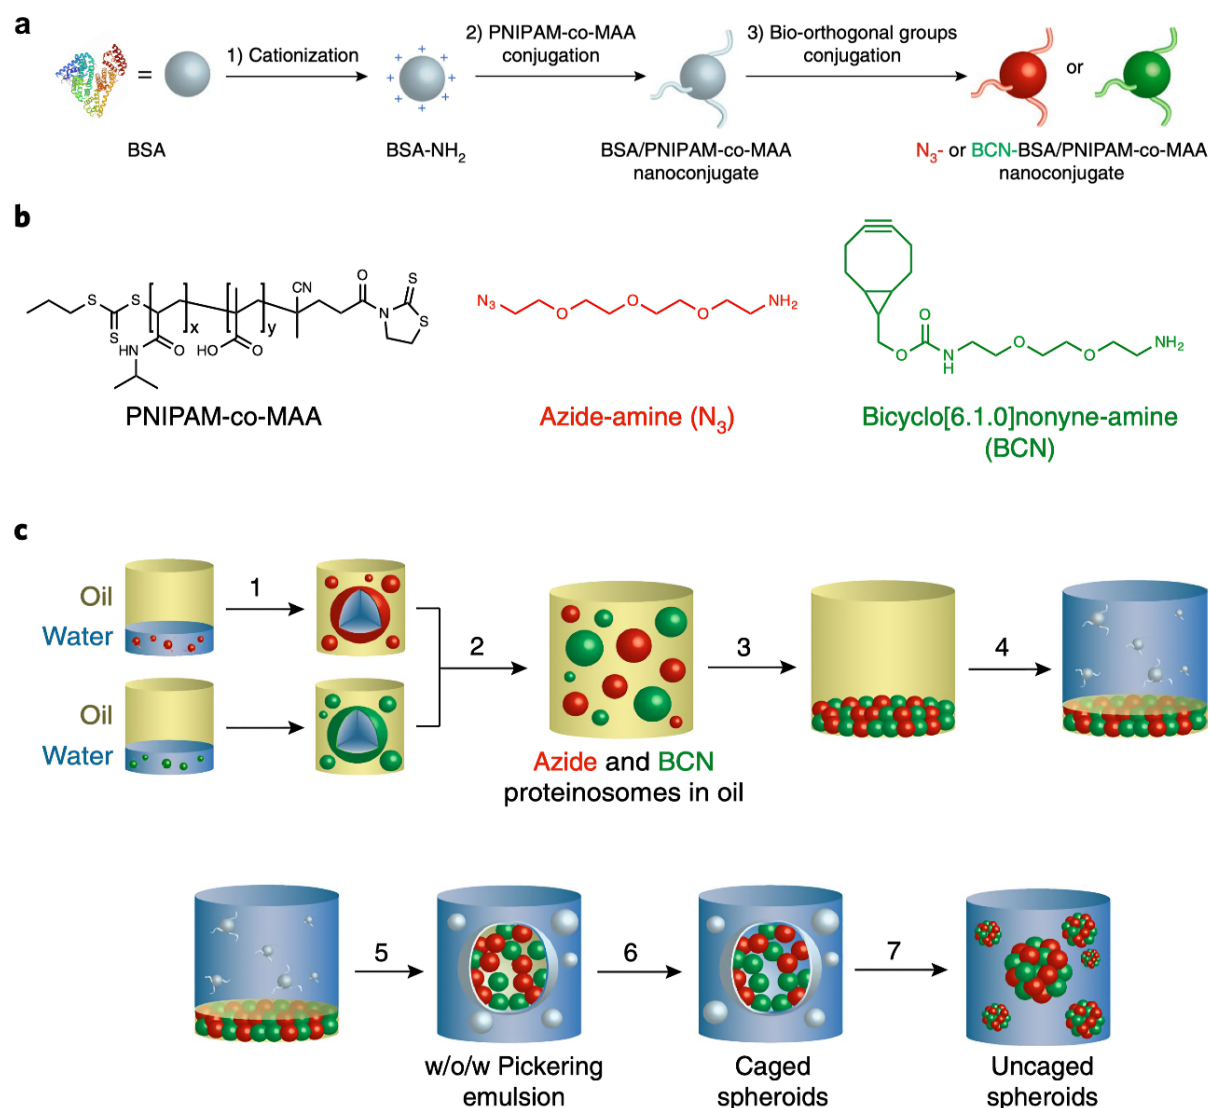 a
1) Cationization
2) PNIPAM-co-MAA
conjugation
3) Bio-orthogonal groups
conjugation
=
+ + + + + + + +
or
BSA
BSA-NH₂
BSA/PNIPAM-co-MAA
nanoconjugate
N₃- or BCN-BSA/PNIPAM-co-MAA
nanoconjugate
b
S S S x HN O HO O y CN O N S S
N₃ O O O NH₂
O O N H O O NH₂
PNIPAM-co-MAA
Azide-amine (N₃)
Bicyclo[6.1.0]nonyne-amine
(BCN)
c
Oil
Water
1
Oil
Water
2
Azide and BCN
proteinosomes in oil
3
4
5
w/o/w Pickering
emulsion
6
Caged
spheroids
7
Uncaged
spheroids